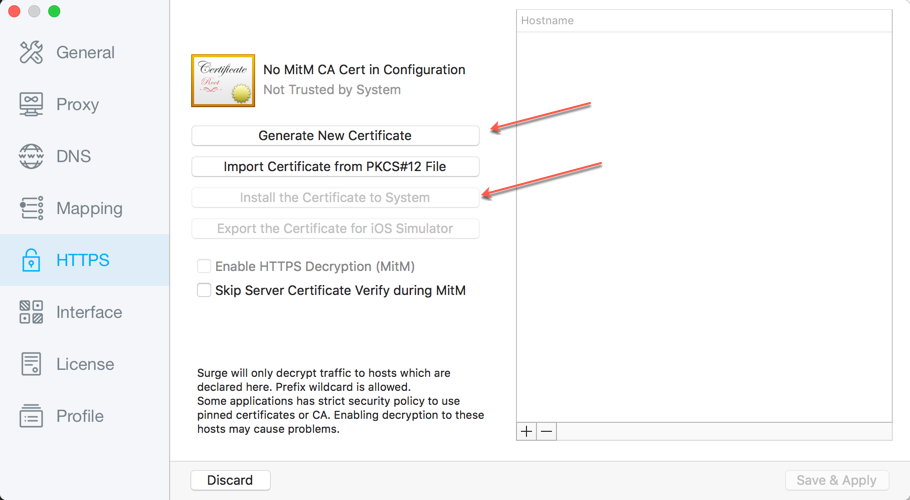 General
Proxy
DNS
Mapping
HTTPS
Interface
License
Profile
Certificate
Root
No MitM CA Cert in Configuration
Not Trusted by System
Generate New Certificate
Import Certificate from PKCS#12 File
Install the Certificate to System
Export the Certificate for iOS Simulator
Enable HTTPS Decryption (MitM)
Skip Server Certificate Verify during MitM
Surge will only decrypt traffic to hosts which are
declared here. Prefix wildcard is allowed.
Some applications has strict security policy to use
pinned certificates or CA. Enabling decryption to these
hosts may cause problems.
Hostname
Discard
Save & Apply